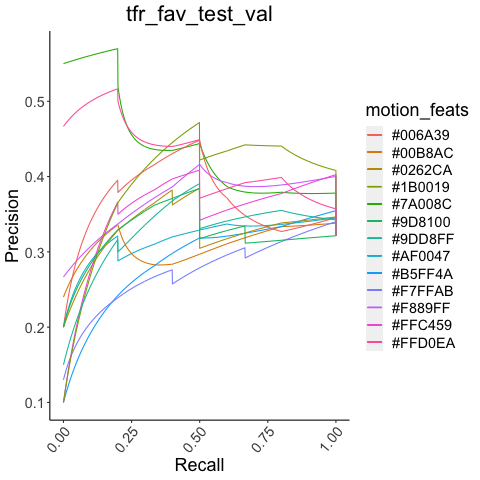 tfr_fav_test_val
Precision
0.5
0.4
0.3
0.2
0.1
0.00
0.25
0.50
0.75
1.00
Recall
motion_feats
#006A39
#00B8AC
#0262CA
#1B0019
#7A008C
#9D8100
#9DD8FF
#AF0047
#B5FF4A
#F7FFAB
#F889FF
#FFC459
#FFD0EA